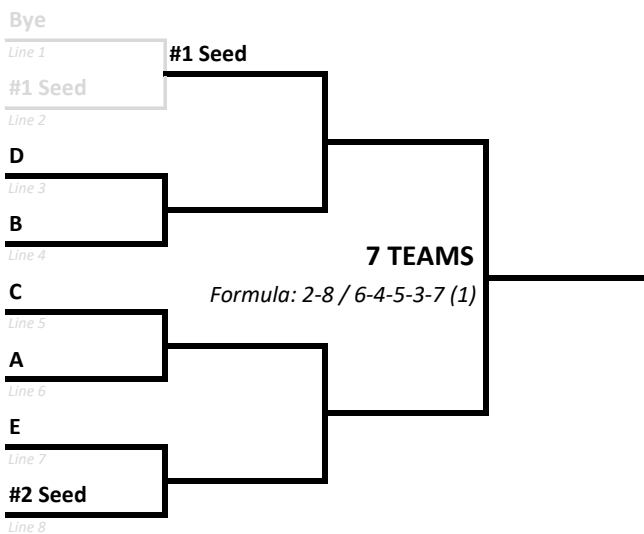 Bye
Line 1
#1 Seed
#1 Seed
Line 2
D
Line 3
B
Line 4
7 TEAMS
C
Formula: 2-8 / 6-4-5-3-7 (1)
Line 5
A
Line 6
E
Line 7
#2 Seed
Line 8